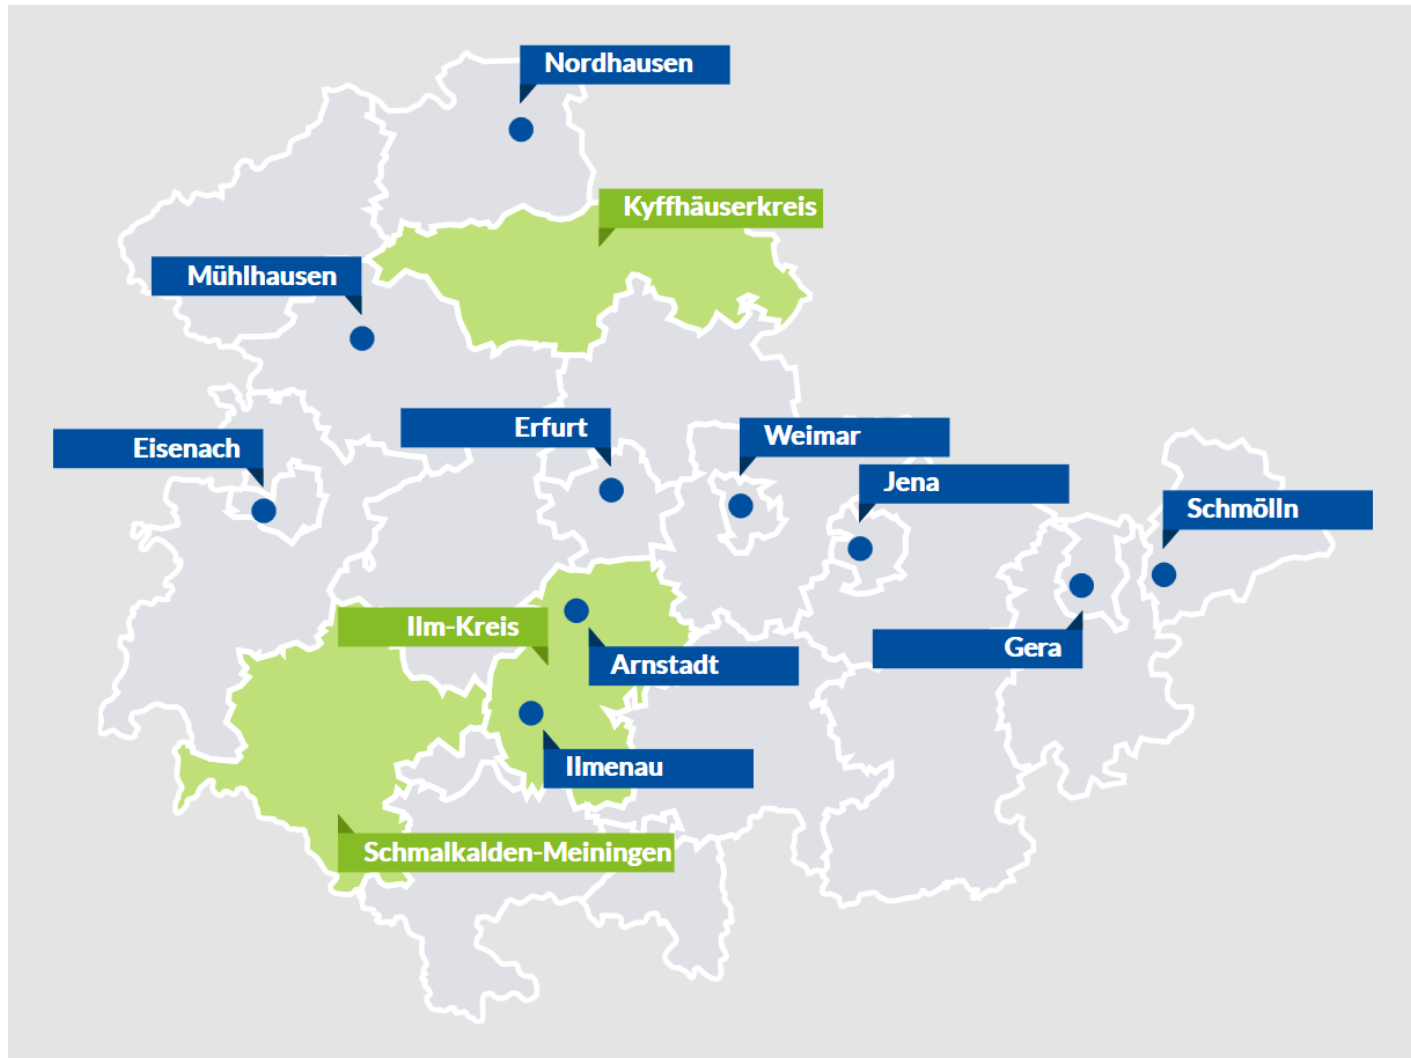 Nordhausen
Kyffhäuserkreis
Mühlhausen
Erfurt
Weimar
Eisenach
Jena
Schmölln
Ilm-Kreis
Gera
Arnstadt
Ilmenau
Schmalkalden-Meiningen